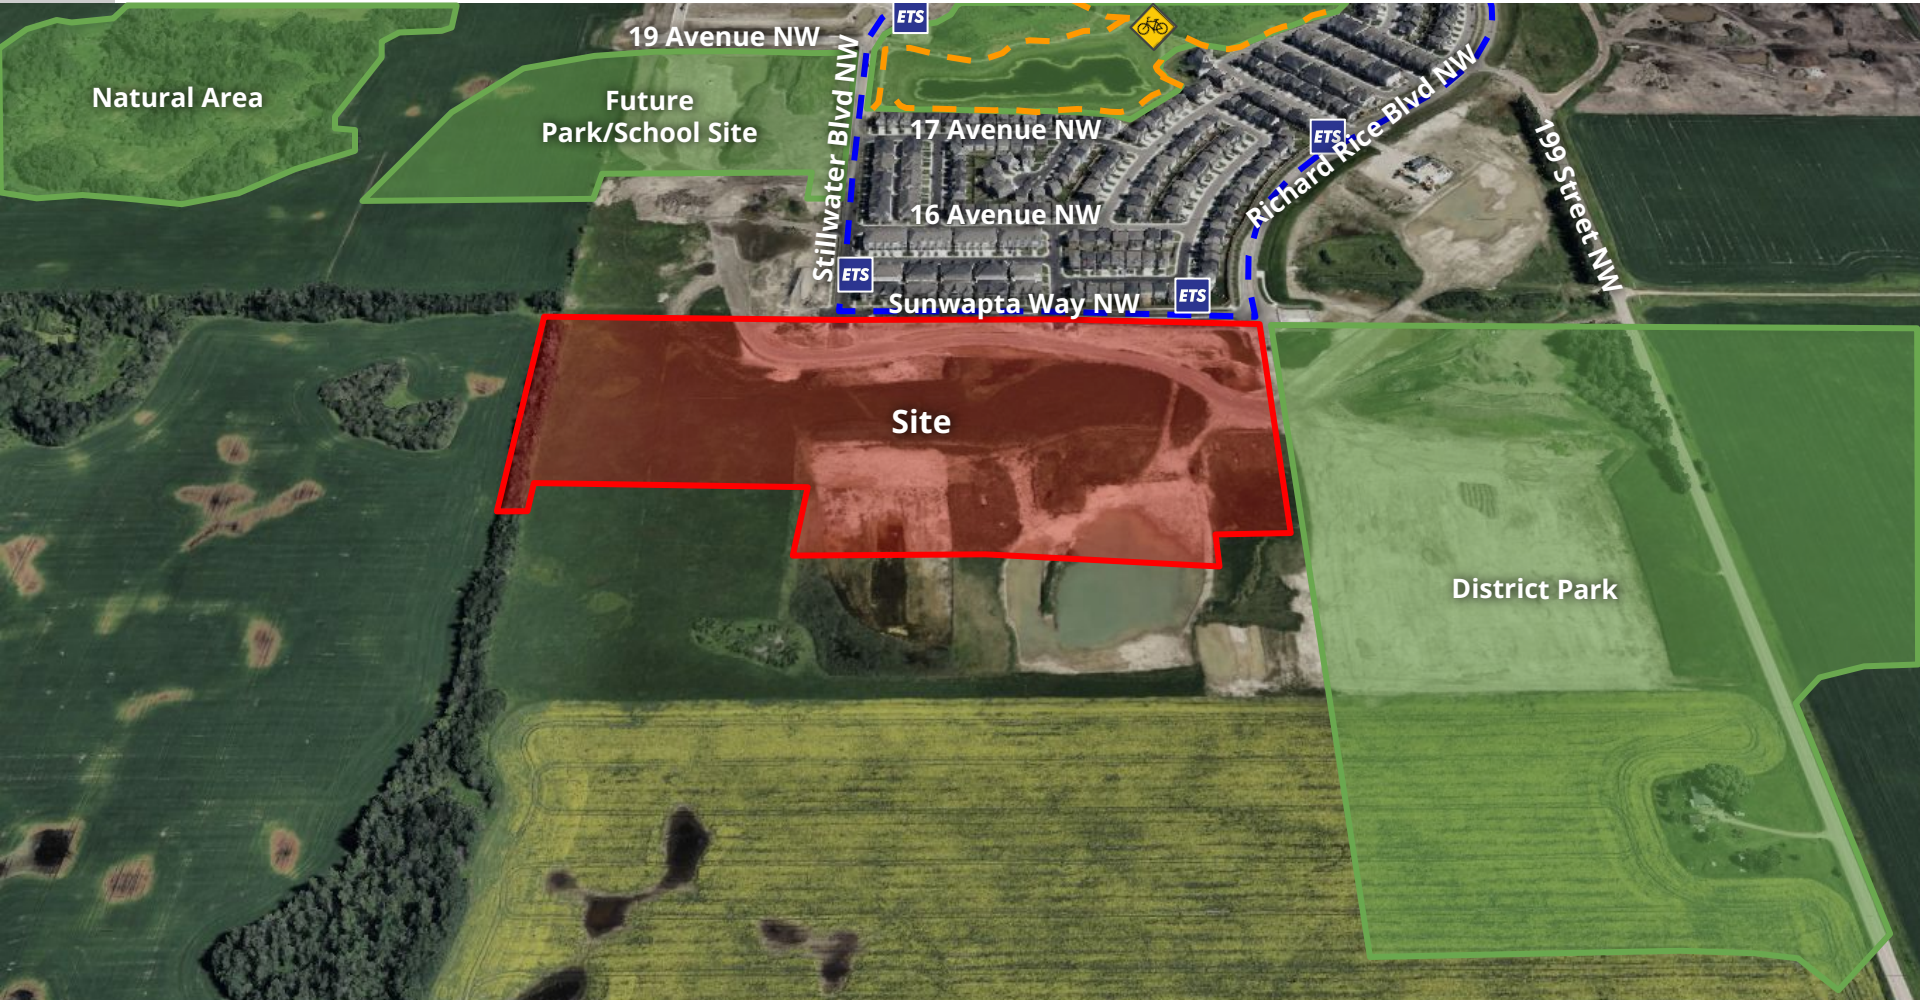 ETS
19 Avenue NW
Natural Area
Future
Park/School Site
Stillwater Blvd NW
17 Avenue NW
ETS
Richard Rice Blvd NW
199 Street NW
16 Avenue NW
ETS
ETS
Sunwapta Way NW
Site
District Park